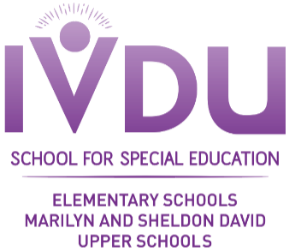 IVDU
SCHOOL FOR SPECIAL EDUCATION
ELEMENTARY SCHOOLS
MARILYN AND SHELDON DAVID
UPPER SCHOOLS